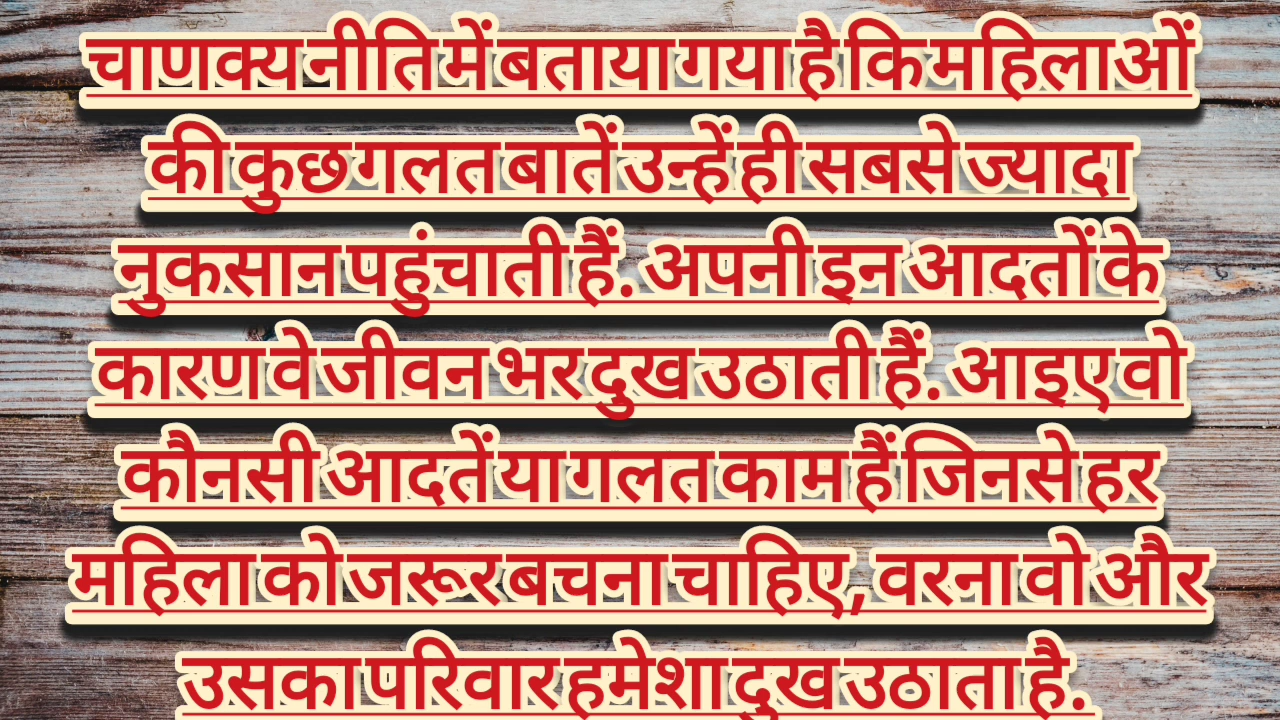 चाणक्य नीति में बताया गया है कि महिलाओं
की कुछ गलत बातें उन्हें ही सबसे ज्यादा
नुकसान पहुंचाती हैं. अपनी इन आदतों के
कारण वे जीवन भर दुख उठाती हैं. आइए वो
कौनसी आदतें या गलत काम हैं जिनसे हर
महिला को जरूर बचना चाहिए, वरना वो और
उसका परिवार हमेशा दुख उठाता है.